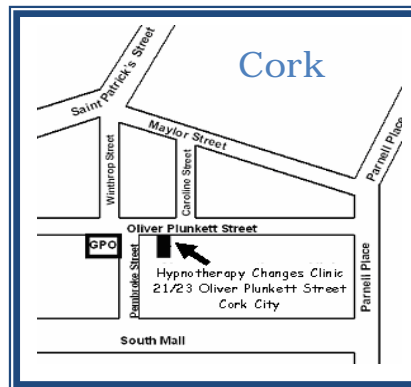 Cork
Saint Patrick's Street
Maylor Street
Parnell Place
Winthrop Street
Caroline Street
Oliver Plunkett Street
GPO
Pembroke Street
Hypnotherapy Changes Clinic
21/23 Oliver Plunkett Street
Cork City
Parnell Place
South Mall